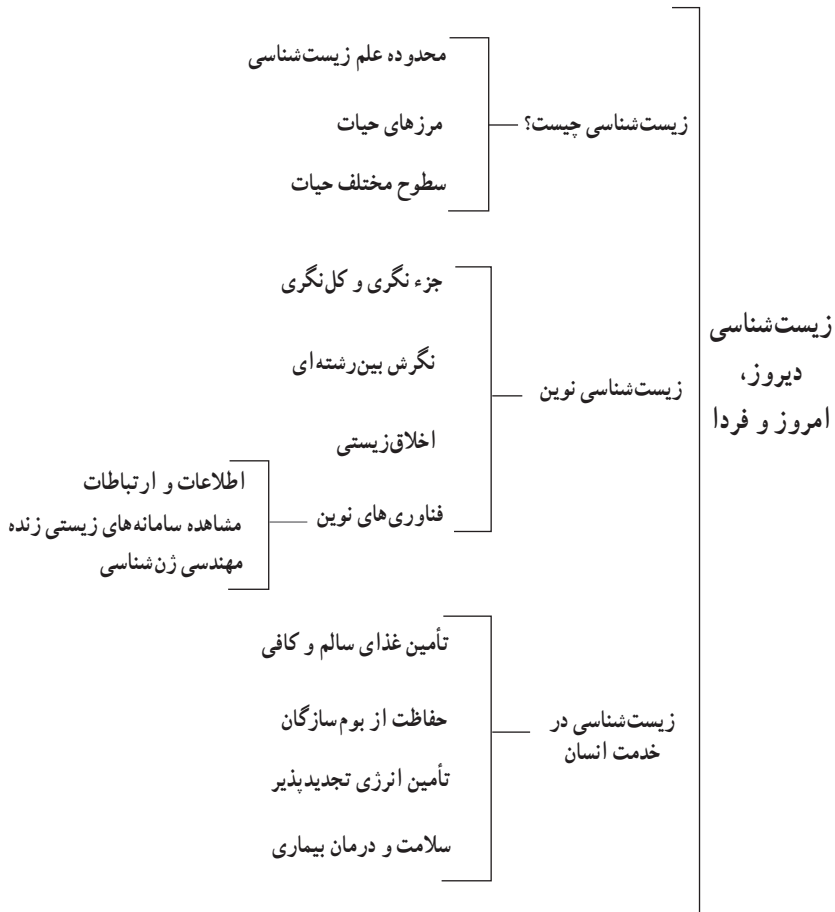 زیست‌شناسی
دیروز،
امروز و فردا
زیست‌شناسی چیست؟
محدوده علم زیست‌شناسی
مرزهای حیات
سطوح مختلف حیات
زیست‌شناسی نوین
جزء نگری و کل‌نگری
نگرش بین‌رشته‌ای
اخلاق‌زیستی
فناوری‌های نوین
اطلاعات و ارتباطات
مشاهده سامانه‌های زیستی زنده
مهندسی ژن‌شناسی
زیست‌شناسی در
خدمت انسان
تأمین غذای سالم و کافی
حفاظت از بوم‌سازگان
تأمین انرژی تجدیدپذیر
سلامت و درمان بیماری